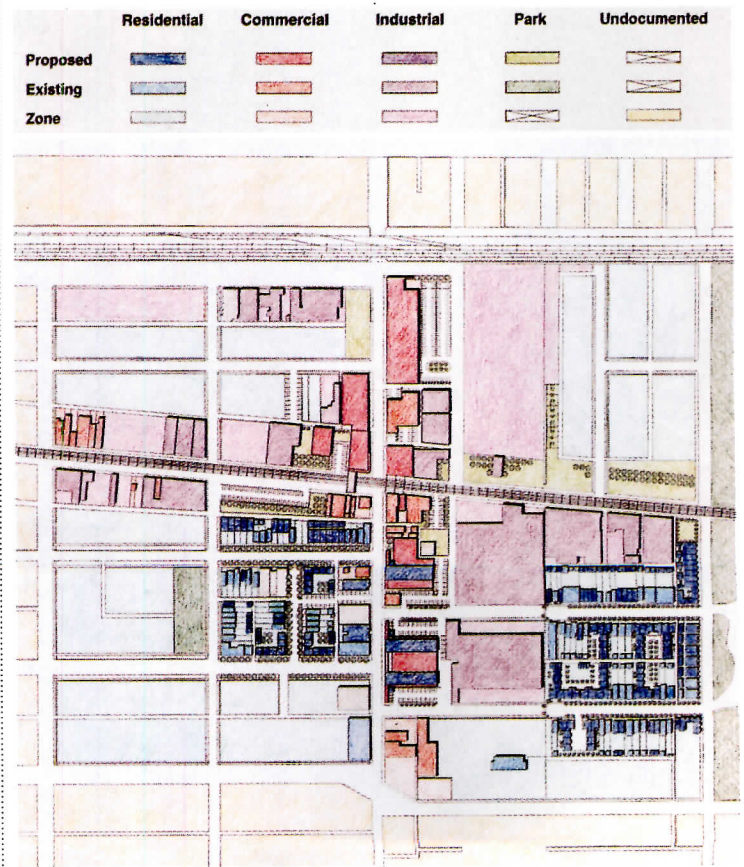 Residential Commercial Industrial Park Undocumented
Proposed
Existing
Zone